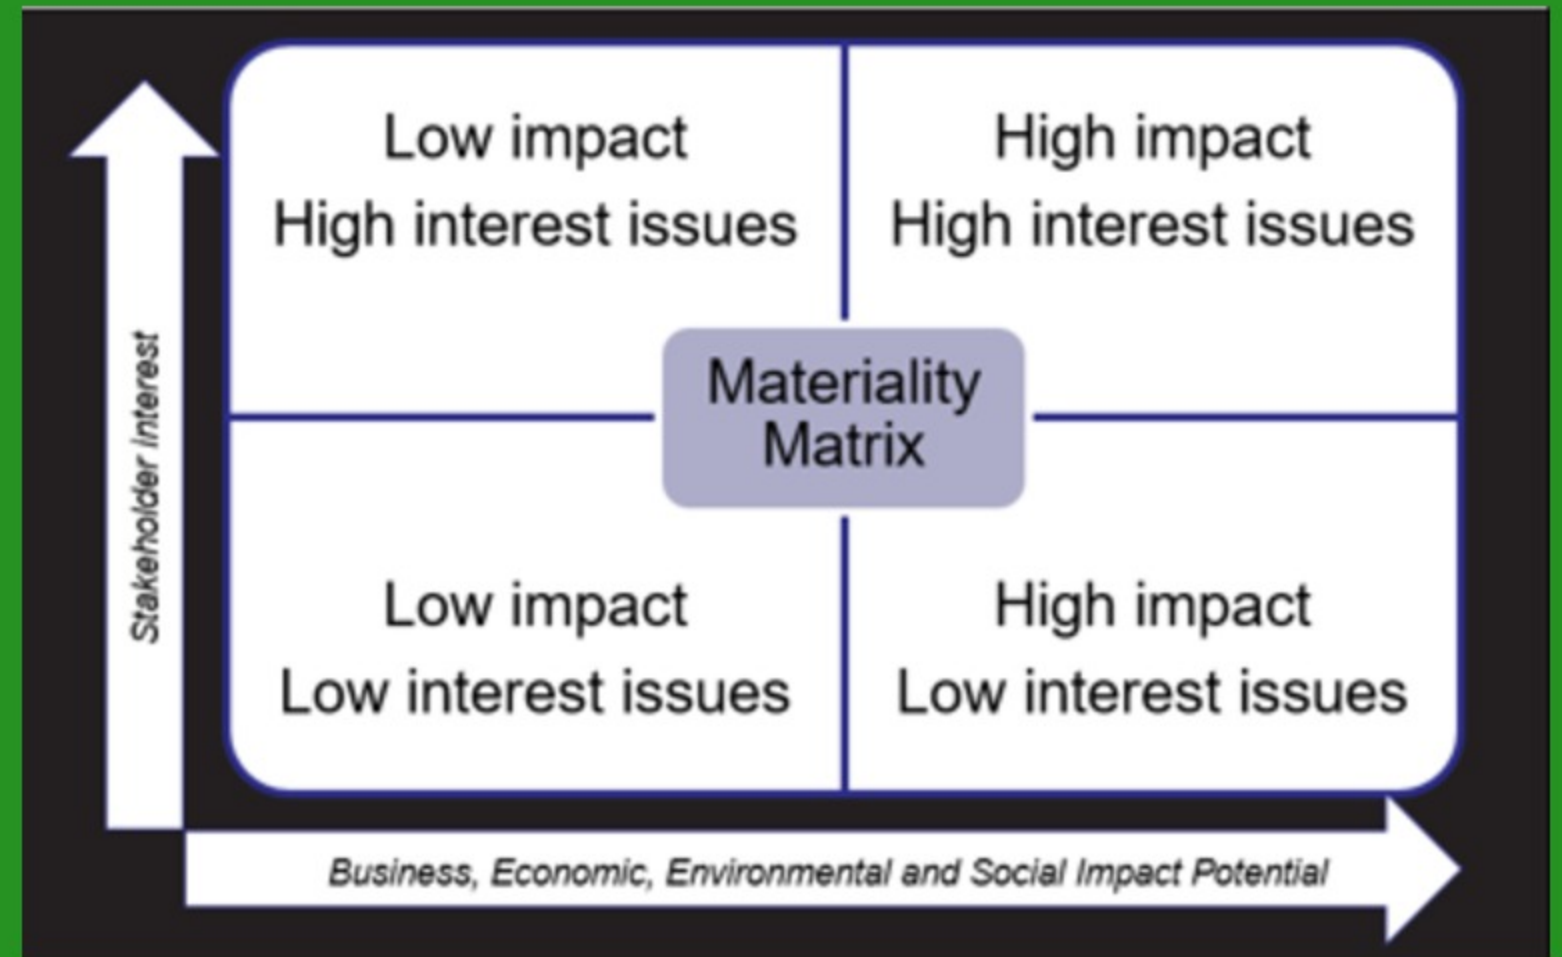 Low impact
High interest issues
High impact
High interest issues
Stakeholder Interest
Materiality
Matrix
Low impact
Low interest issues
High impact
Low interest issues
Business, Economic, Environmental and Social Impact Potential